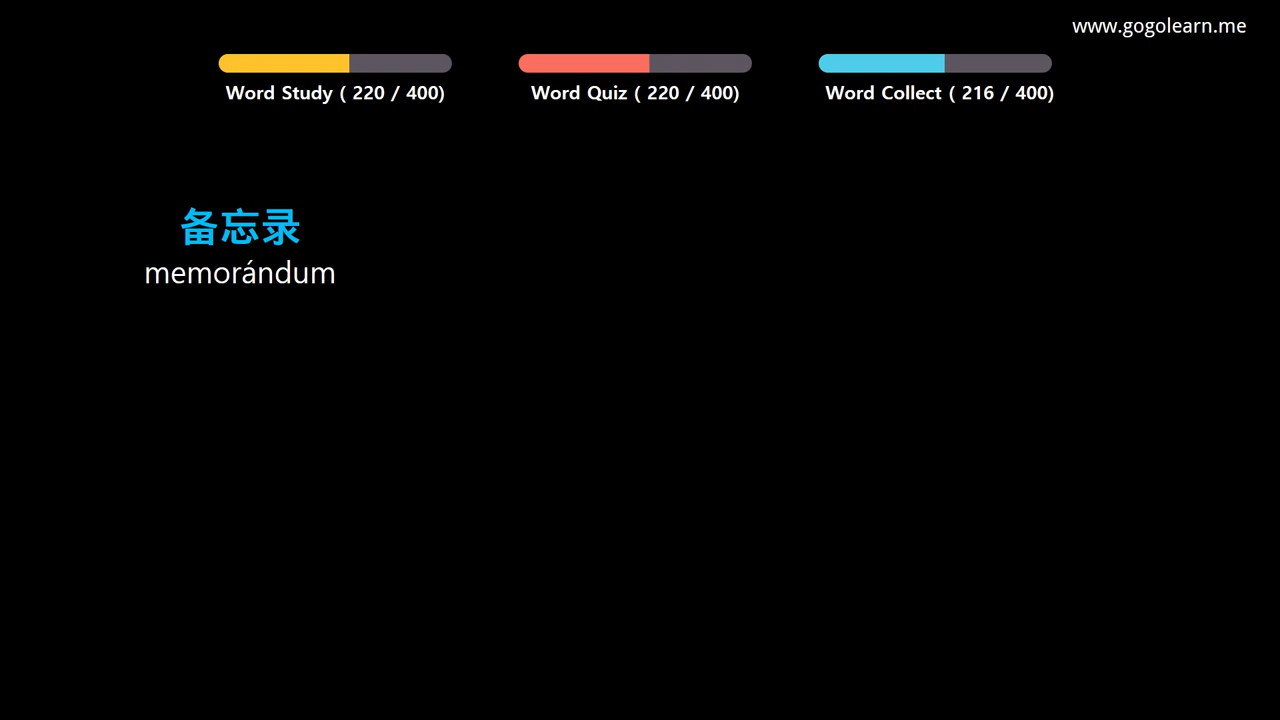 www.gogolearn.me
Word Study ( 220 / 400)
Word Quiz ( 220 / 400)
Word Collect ( 216 / 400)
备忘录
memorándum